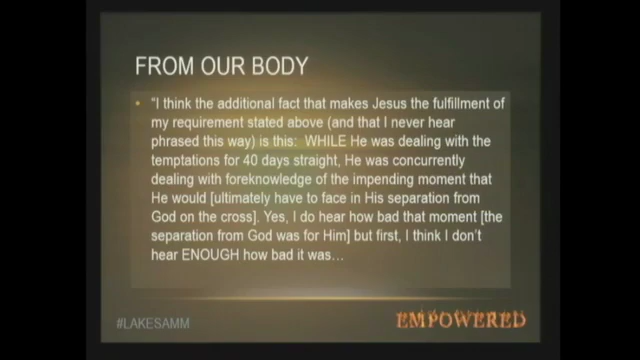 FROM OUR BODY
• "I think the additional fact that makes Jesus the fulfillment of
my requirement stated above (and that I never hear
phrased this way) is this:  WHILE He was dealing with the
temptations for 40 days straight, He was concurrently
dealing with foreknowledge of the impending moment that
He would [ultimately have to face in His separation from
God on the cross]. Yes, I do hear how bad that moment [the
separation from God was for Him] but first, I think I don't
hear ENOUGH how bad it was…
#LAKESAMM
EMPOWERED